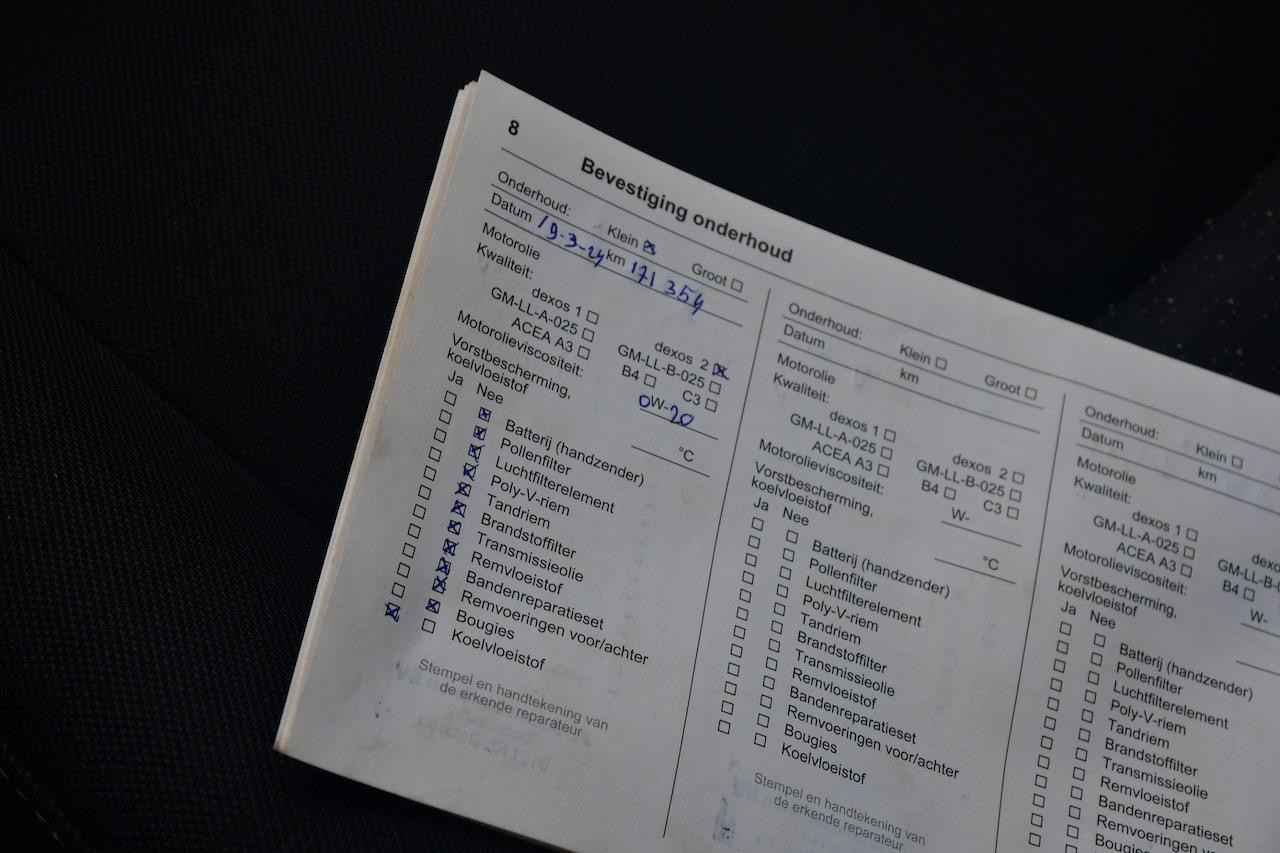 8
Bevestiging onderhoud
Onderhoud: Klein ☒ Groot ☐
Datum 19-3-24 km 171 354
Motorolie
Kwaliteit:
dexos 1 ☐ dexos 2 ☒
GM-LL-A-025 ☐ GM-LL-B-025 ☐
ACEA A3 ☐ B4 ☐ C3 ☐
Motorolieviscositeit: 0W-20
Vorstbescherming,
koelvloeistof °C
Ja Nee
☐ ☒ Batterij (handzender)
☐ ☒ Pollenfilter
☐ ☒ Luchtfilterelement
☐ ☒ Poly-V-riem
☐ ☒ Tandriem
☐ ☒ Brandstoffilter
☐ ☒ Transmissieolie
☐ ☒ Remvloeistof
☐ ☒ Bandenreparatieset
☐ ☒ Remvoeringen voor/achter
☐ ☒ Bougies
☒ ☐ Koelvloeistof
Stempel en handtekening van
de erkende reparateur
Onderhoud: Klein ☐ Groot ☐
Datum km
Motorolie
Kwaliteit:
dexos 1 ☐ dexos 2 ☐
GM-LL-A-025 ☐ GM-LL-B-025 ☐
ACEA A3 ☐ B4 ☐ C3 ☐
Motorolieviscositeit: W-
Vorstbescherming,
koelvloeistof °C
Ja Nee
☐ ☐ Batterij (handzender)
☐ ☐ Pollenfilter
☐ ☐ Luchtfilterelement
☐ ☐ Poly-V-riem
☐ ☐ Tandriem
☐ ☐ Brandstoffilter
☐ ☐ Transmissieolie
☐ ☐ Remvloeistof
☐ ☐ Bandenreparatieset
☐ ☐ Remvoeringen voor/achter
☐ ☐ Bougies
☐ ☐ Koelvloeistof
Stempel en handtekening van
de erkende reparateur
Onderhoud: Klein ☐
Datum km
Motorolie
Kwaliteit:
dexos 1 ☐ dexo
GM-LL-A-025 ☐ GM-LL-B-0
ACEA A3 ☐ B4 ☐
Motorolieviscositeit: W-
Vorstbescherming,
koelvloeistof
Ja Nee
☐ ☐ Batterij (handzender)
☐ ☐ Pollenfilter
☐ ☐ Luchtfilterelement
☐ ☐ Poly-V-riem
☐ ☐ Tandriem
☐ ☐ Brandstoffilter
☐ ☐ Transmissieolie
☐ ☐ Remvloeistof
☐ ☐ Bandenreparatieset
☐ ☐ Remvoeringen vo
☐ ☐ Bougies